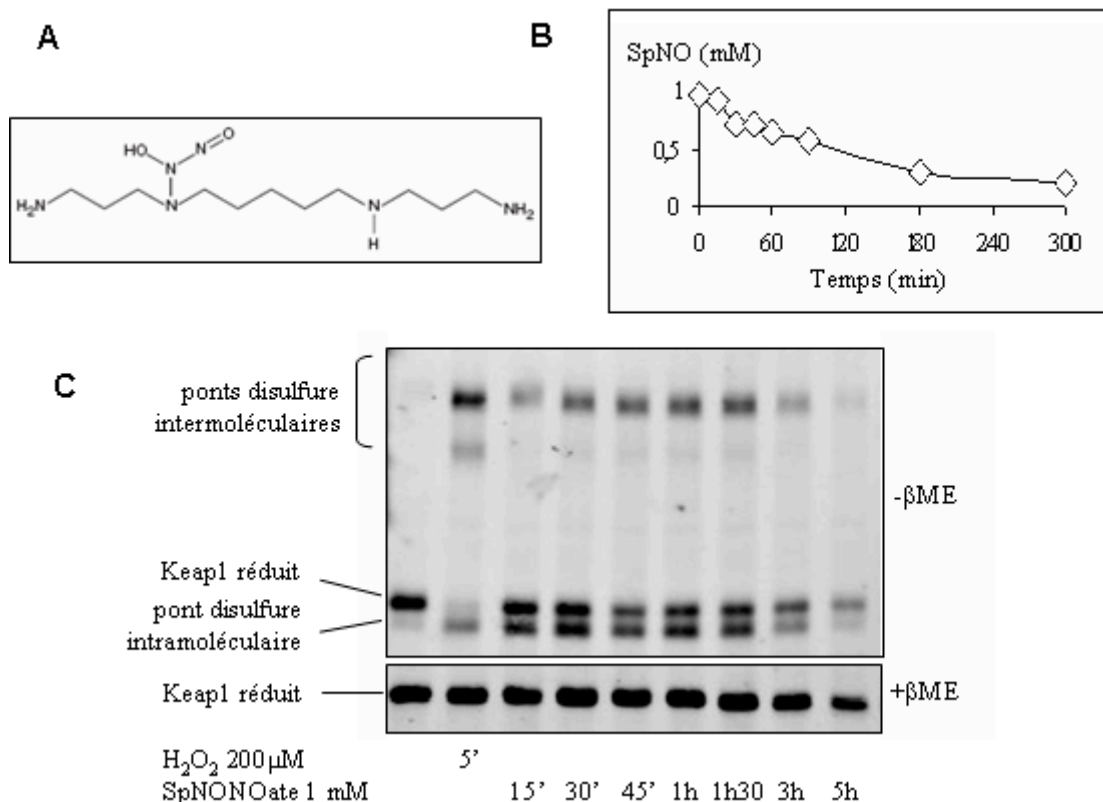 A
HO
N
O
N
H₂N
N
N
H
NH₂
B
SpNO (mM)
1
0,5
0
0 60 120 180 240 300
Temps (min)
C
ponts disulfure
intermoléculaires
-βME
Keap1 réduit
pont disulfure
intramoléculaire
Keap1 réduit
+βME
H₂O₂ 200 µM 5’
SpNONOate 1 mM 15’ 30’ 45’ 1h 1h30 3h 5h